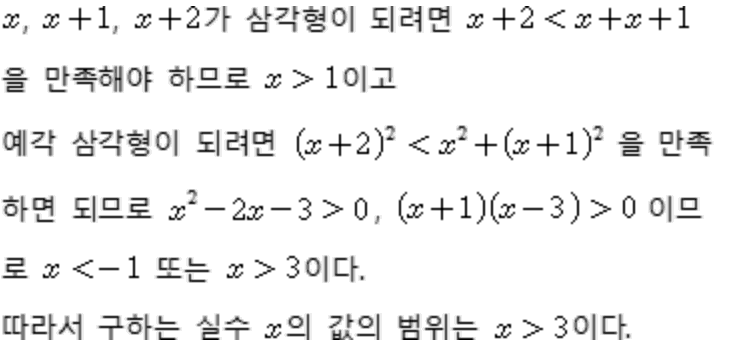 x, x+1, x+2가 삼각형이 되려면 x+2<x+x+1
을 만족해야 하므로 x>1이고
예각 삼각형이 되려면 (x+2)²<x²+(x+1)² 을 만족
하면 되므로 x²-2x-3>0, (x+1)(x-3)>0 이므
로 x<-1 또는 x>3이다.
따라서 구하는 실수 x의 값의 범위는 x>3이다.